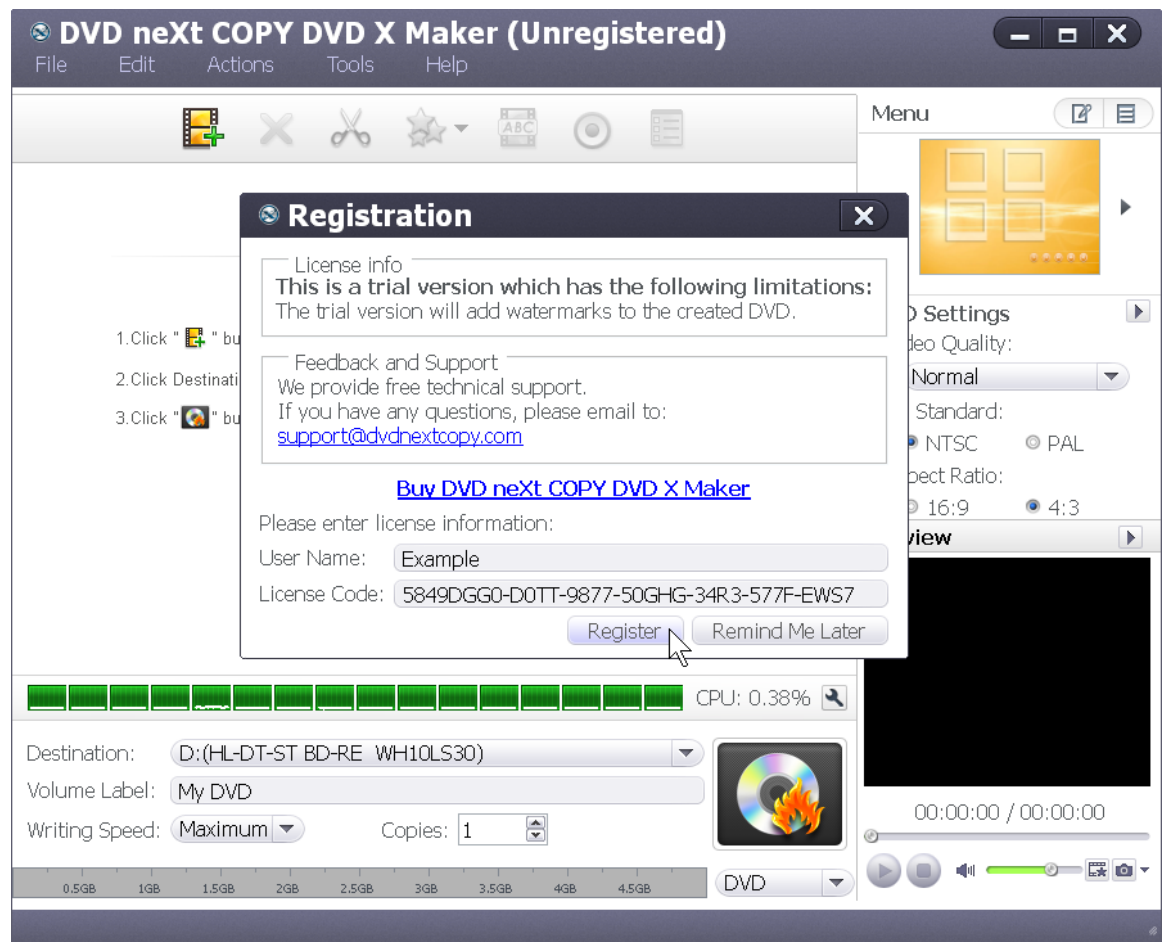 DVD neXt COPY DVD X Maker (Unregistered)
File Edit Actions Tools Help
ABC
Menu
Registration
License info
This is a trial version which has the following limitations:
The trial version will add watermarks to the created DVD.
Feedback and Support
We provide free technical support.
If you have any questions, please email to:
support@dvdnextcopy.com
Buy DVD neXt COPY DVD X Maker
Please enter license information:
User Name: Example
License Code: 5849DGG0-D0TT-9877-50GHG-34R3-577F-EWS7
Register Remind Me Later
1.Click " " bu
2.Click Destinati
3.Click " " bu
Settings
deo Quality:
Normal
Standard:
NTSC PAL
pect Ratio:
16:9 4:3
view
CPU: 0.38%
Destination: D:(HL-DT-ST BD-RE WH10LS30)
Volume Label: My DVD
Writing Speed: Maximum Copies: 1
0.5GB 1GB 1.5GB 2GB 2.5GB 3GB 3.5GB 4GB 4.5GB
DVD
00:00:00 / 00:00:00